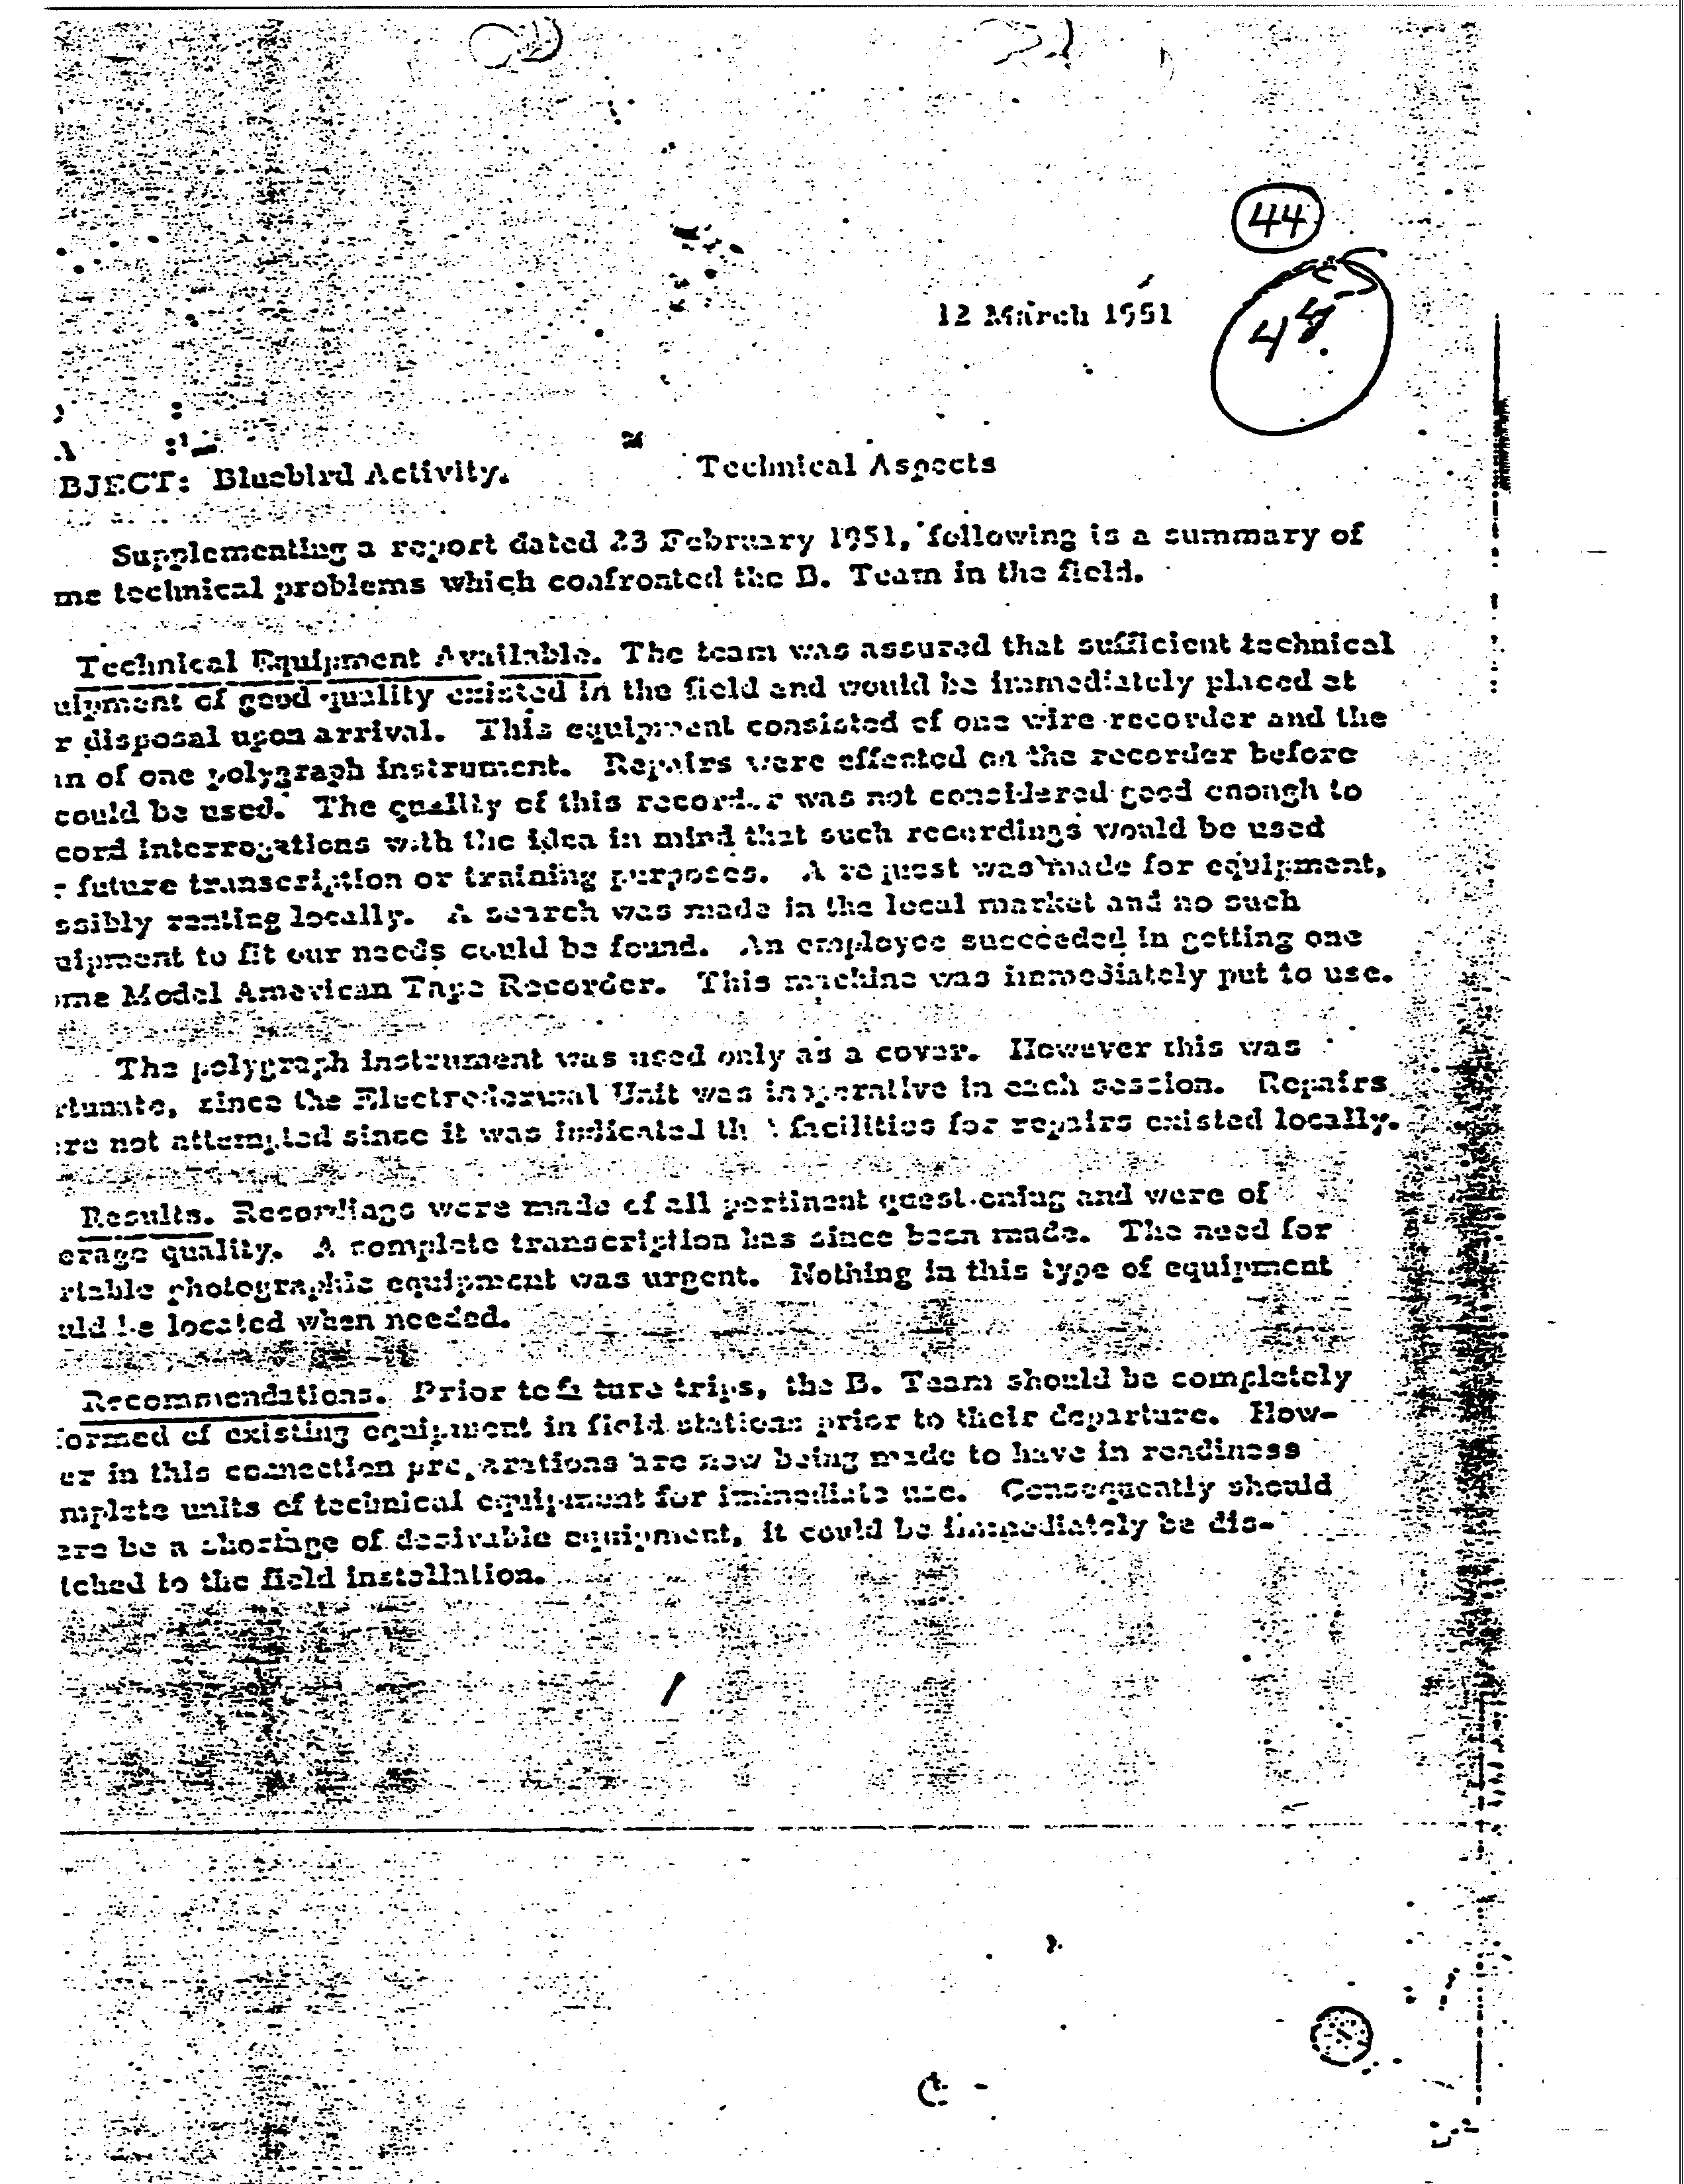 44
12 March 1951
44
BJECT: Bluebird Activity. Technical Aspects
Supplementing a report dated 23 February 1951, following is a summary of
me technical problems which confronted the B. Team in the field.
Technical Equipment Available. The team was assured that sufficient technical
uipment of good quality existed in the field and would be immediately placed at
r disposal upon arrival. This equipment consisted of one wire recorder and the
an of one polygraph instrument. Repairs were effected on the recorder before
could be used. The quality of this recorder was not considered good enough to
cord interrogations with the idea in mind that such recordings would be used
r future transcription or training purposes. A request was made for equipment,
ssibly renting locally. A search was made in the local market and no such
uipment to fit our needs could be found. An employee succeeded in getting one
ome Model American Tape Recorder. This machine was immediately put to use.
The polygraph instrument was used only as a cover. However this was
rtunate, since the Electrodermal Unit was inoperative in each session. Repairs
ere not attempted since it was indicated th t facilities for repairs existed locally.
Results. Recordings were made of all pertinent quest oning and were of
erage quality. A complete transcription has since been made. The need for
rtable photographic equipment was urgent. Nothing in this type of equipment
uld be located when needed.
Recommendations. Prior to fu ture trips, the B. Team should be completely
formed of existing equipment in field stations prior to their departure. How-
er in this connection preparations are now being made to have in readiness
mplete units of technical equipment for immediate use. Consequently should
ere be a shortage of desirable equipment, it could be immediately be dis-
tched to the field installation.